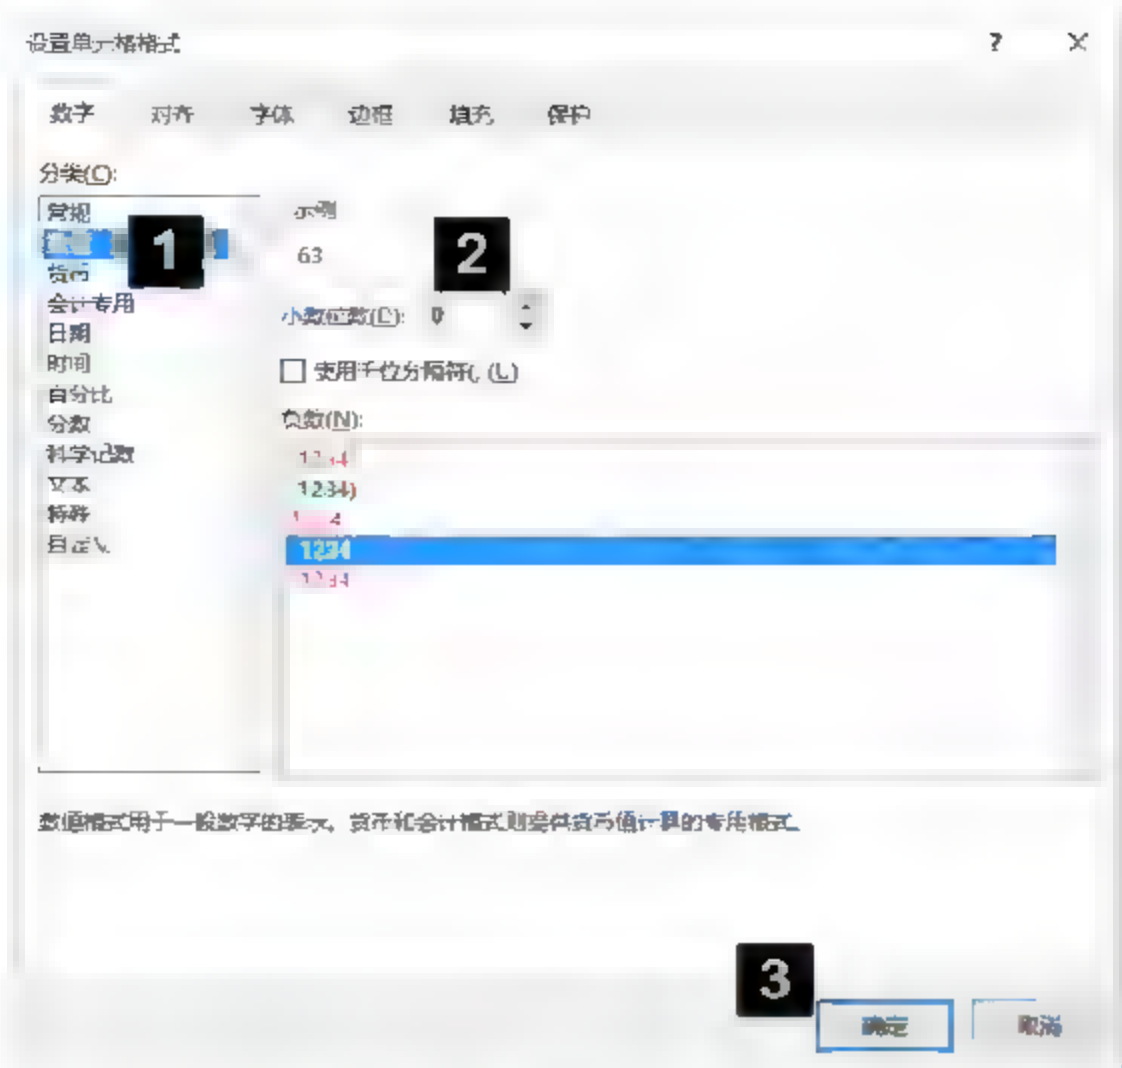 设置单元格格式
数字 对齐 字体 边框 填充 保护
分类(C):
常规
1
货币
会计专用
日期
时间
百分比
分数
科学记数
文本
特殊
自定义
示例
2
63
小数位数(D): 0
使用千位分隔符(,) (U)
负数(N):
1234
1234)
1234
1234
数值格式用于一般数字的表示。货币和会计格式则提供货币值计算的专用格式。
3
确定 取消